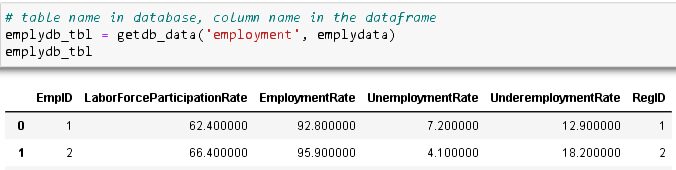 # table name in database, column name in the dataframe
emplydb_tbl = getdb_data('employment', emplydata)
emplydb_tbl
EmpID LaborForceParticipationRate EmploymentRate UnemploymentRate UnderemploymentRate RegID
0 1 62.400000 92.800000 7.200000 12.900000 1
1 2 66.400000 95.900000 4.100000 18.200000 2